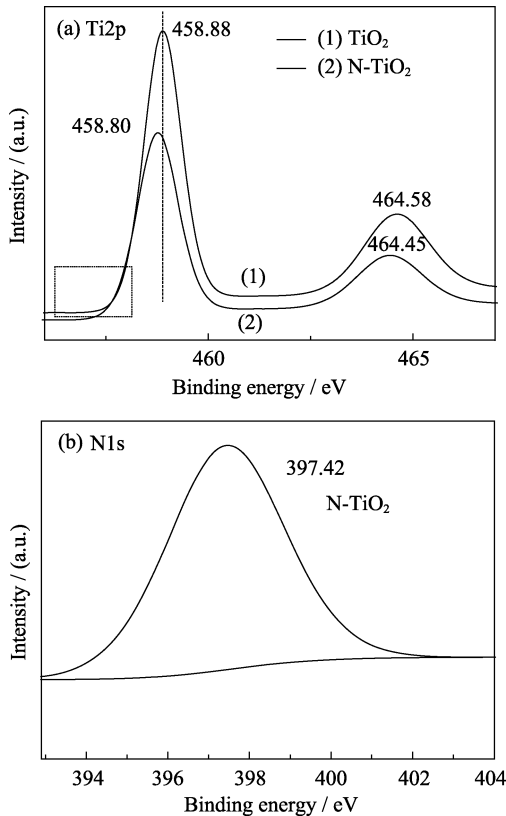 (a) Ti2p
458.88
(1) TiO₂
(2) N-TiO₂
458.80
464.58
464.45
(1)
(2)
Intensity / (a.u.)
460
465
Binding energy / eV
(b) N1s
397.42
N-TiO₂
Intensity / (a.u.)
394
396
398
400
402
404
Binding energy / eV